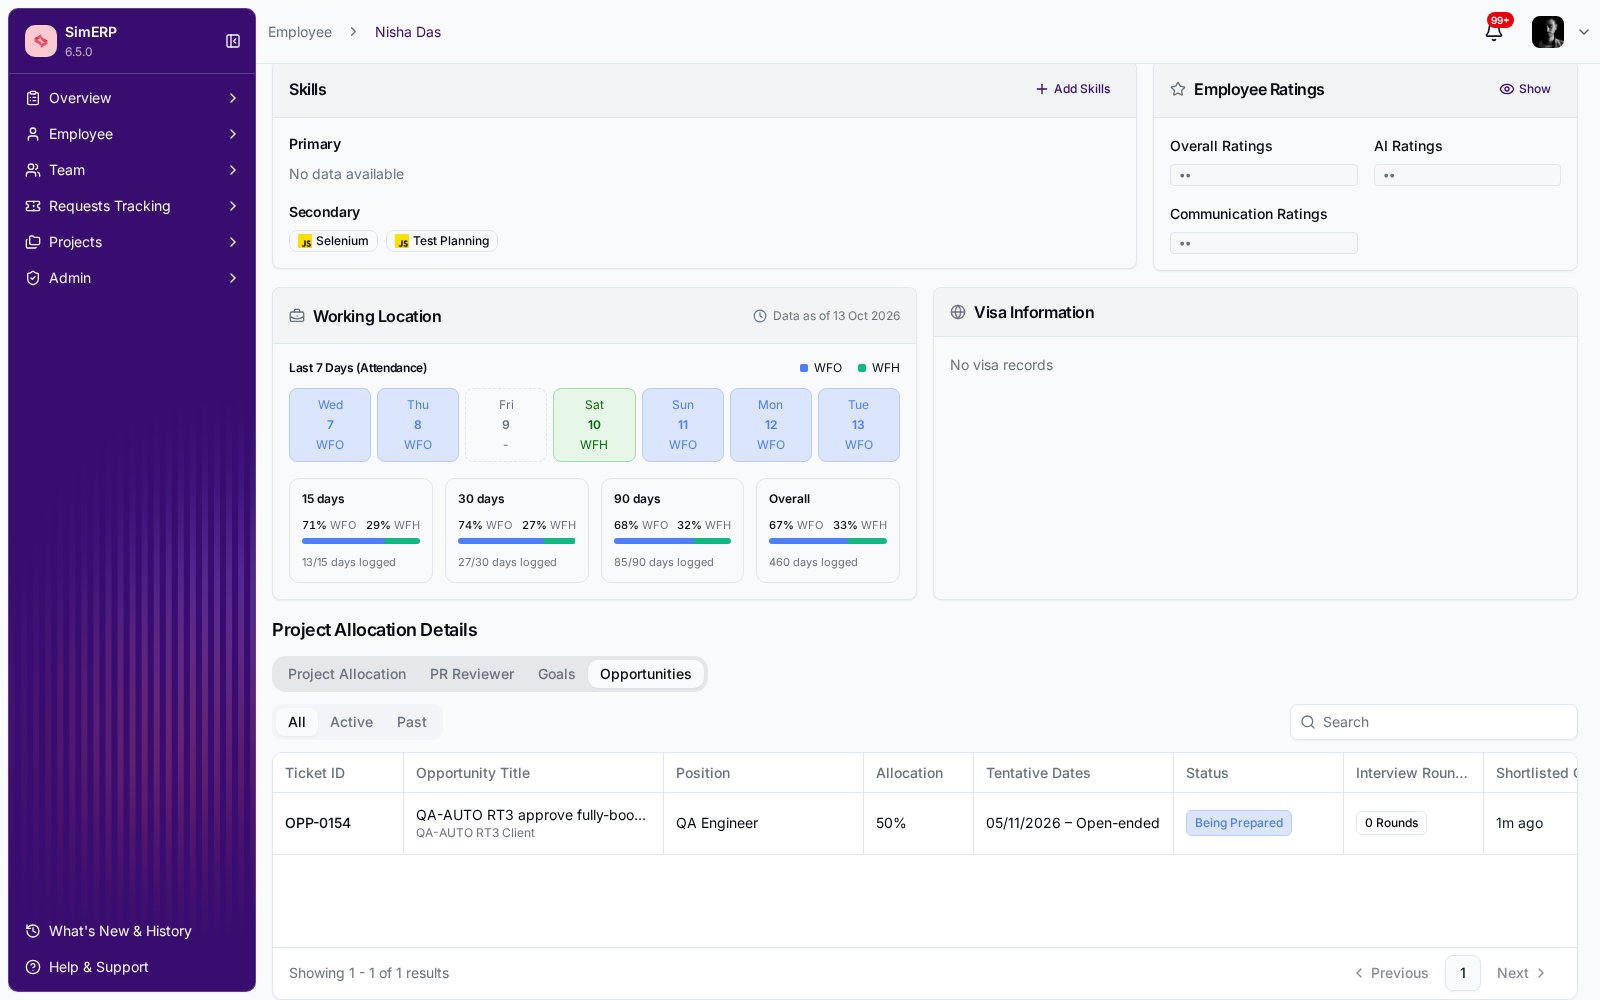 SimERP
6.5.0
Overview
Employee
Team
Requests Tracking
Projects
Admin
What's New & History
Help & Support
Employee > Nisha Das
99+
Skills
+ Add Skills
Primary
No data available
Secondary
JS Selenium
JS Test Planning
Employee Ratings
Show
Overall Ratings
AI Ratings
••
••
Communication Ratings
••
Working Location
Data as of 13 Oct 2026
Last 7 Days (Attendance)
WFO
WFH
Wed
7
WFO
Thu
8
WFO
Fri
9
-
Sat
10
WFH
Sun
11
WFO
Mon
12
WFO
Tue
13
WFO
15 days
71% WFO 29% WFH
13/15 days logged
30 days
74% WFO 27% WFH
27/30 days logged
90 days
68% WFO 32% WFH
85/90 days logged
Overall
67% WFO 33% WFH
460 days logged
Visa Information
No visa records
Project Allocation Details
Project Allocation
PR Reviewer
Goals
Opportunities
All
Active
Past
Search
Ticket ID
Opportunity Title
Position
Allocation
Tentative Dates
Status
Interview Roun...
Shortlisted
OPP-0154
QA-AUTO RT3 approve fully-boo...
QA-AUTO RT3 Client
QA Engineer
50%
05/11/2026 – Open-ended
Being Prepared
0 Rounds
1m ago
Showing 1 - 1 of 1 results
Previous
1
Next